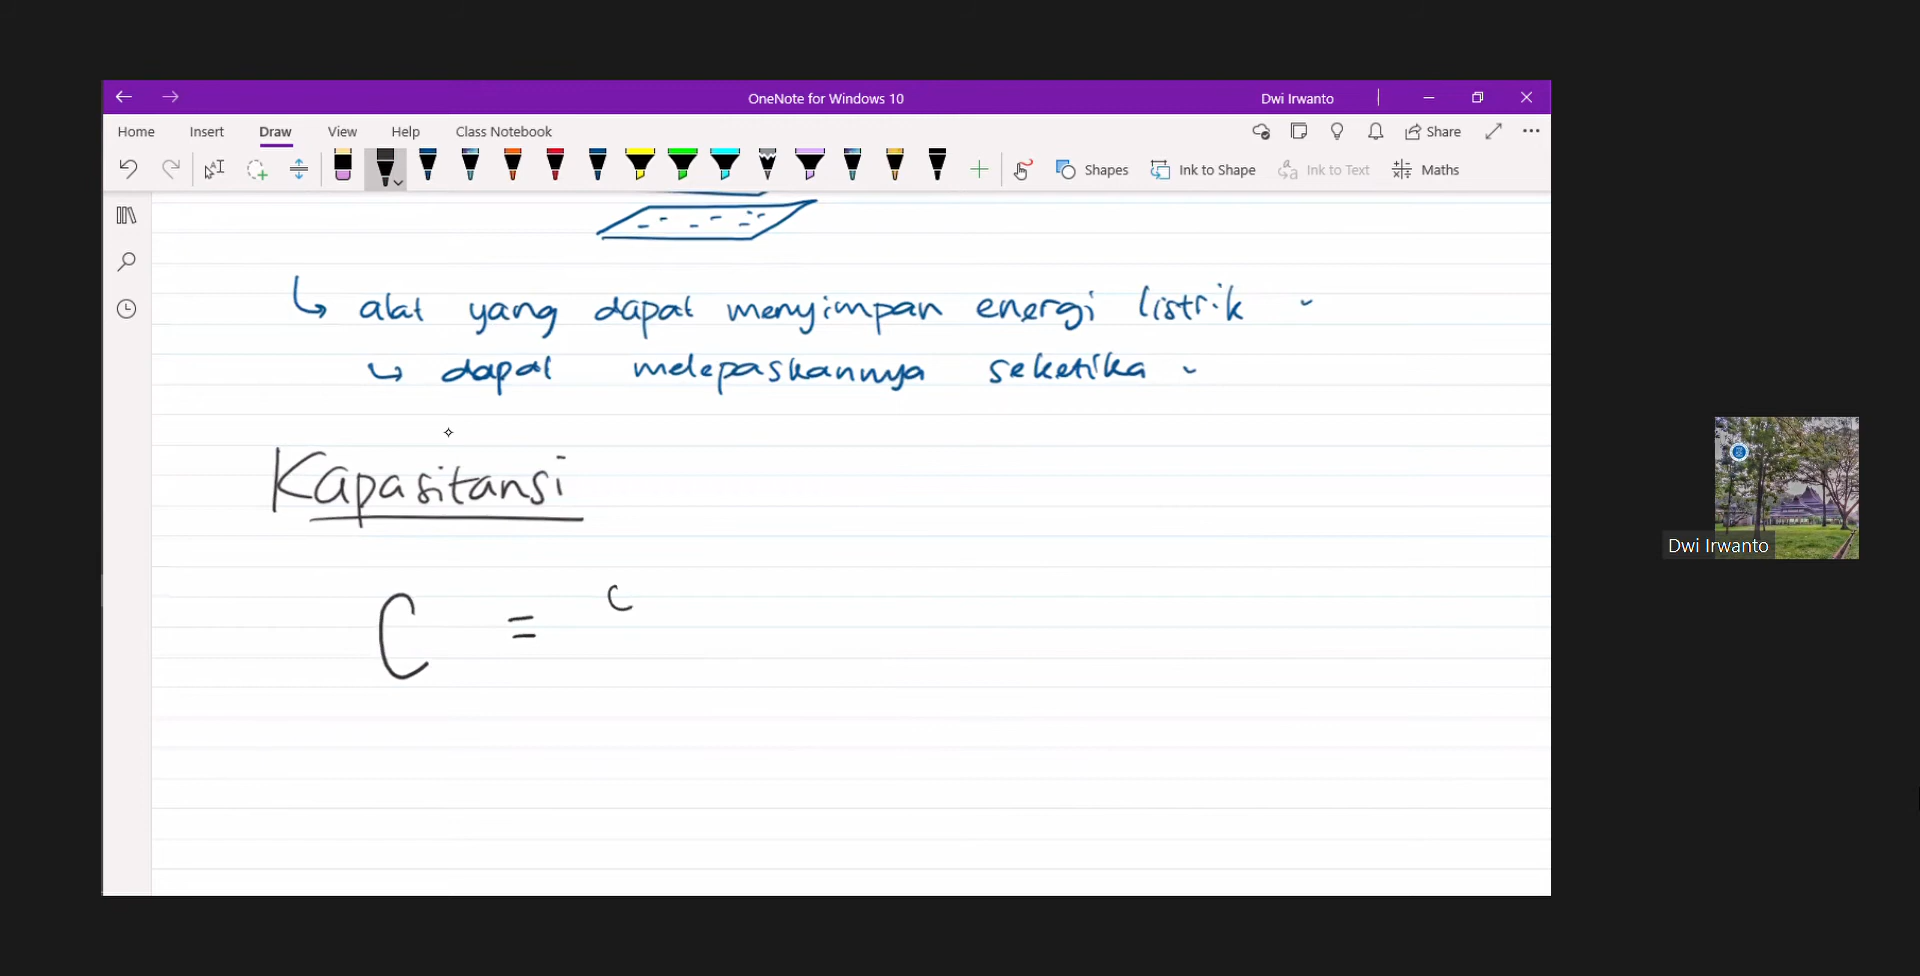 OneNote for Windows 10
Dwi Irwanto
Home Insert Draw View Help Class Notebook
Share
Shapes Ink to Shape Ink to Text Maths
↳ alat yang dapat menyimpan energi listrik -
↳ dapat melepaskannya seketika -
Kapasitansi
C = c
Dwi Irwanto